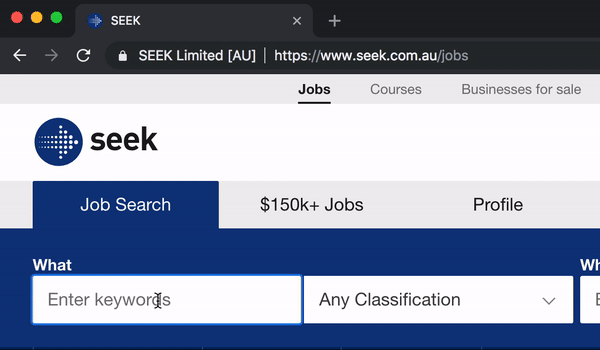 SEEK
SEEK Limited [AU] | https://www.seek.com.au/jobs
Jobs Courses Businesses for sale
seek
Job Search $150k+ Jobs Profile
What
Enter keywords Any Classification